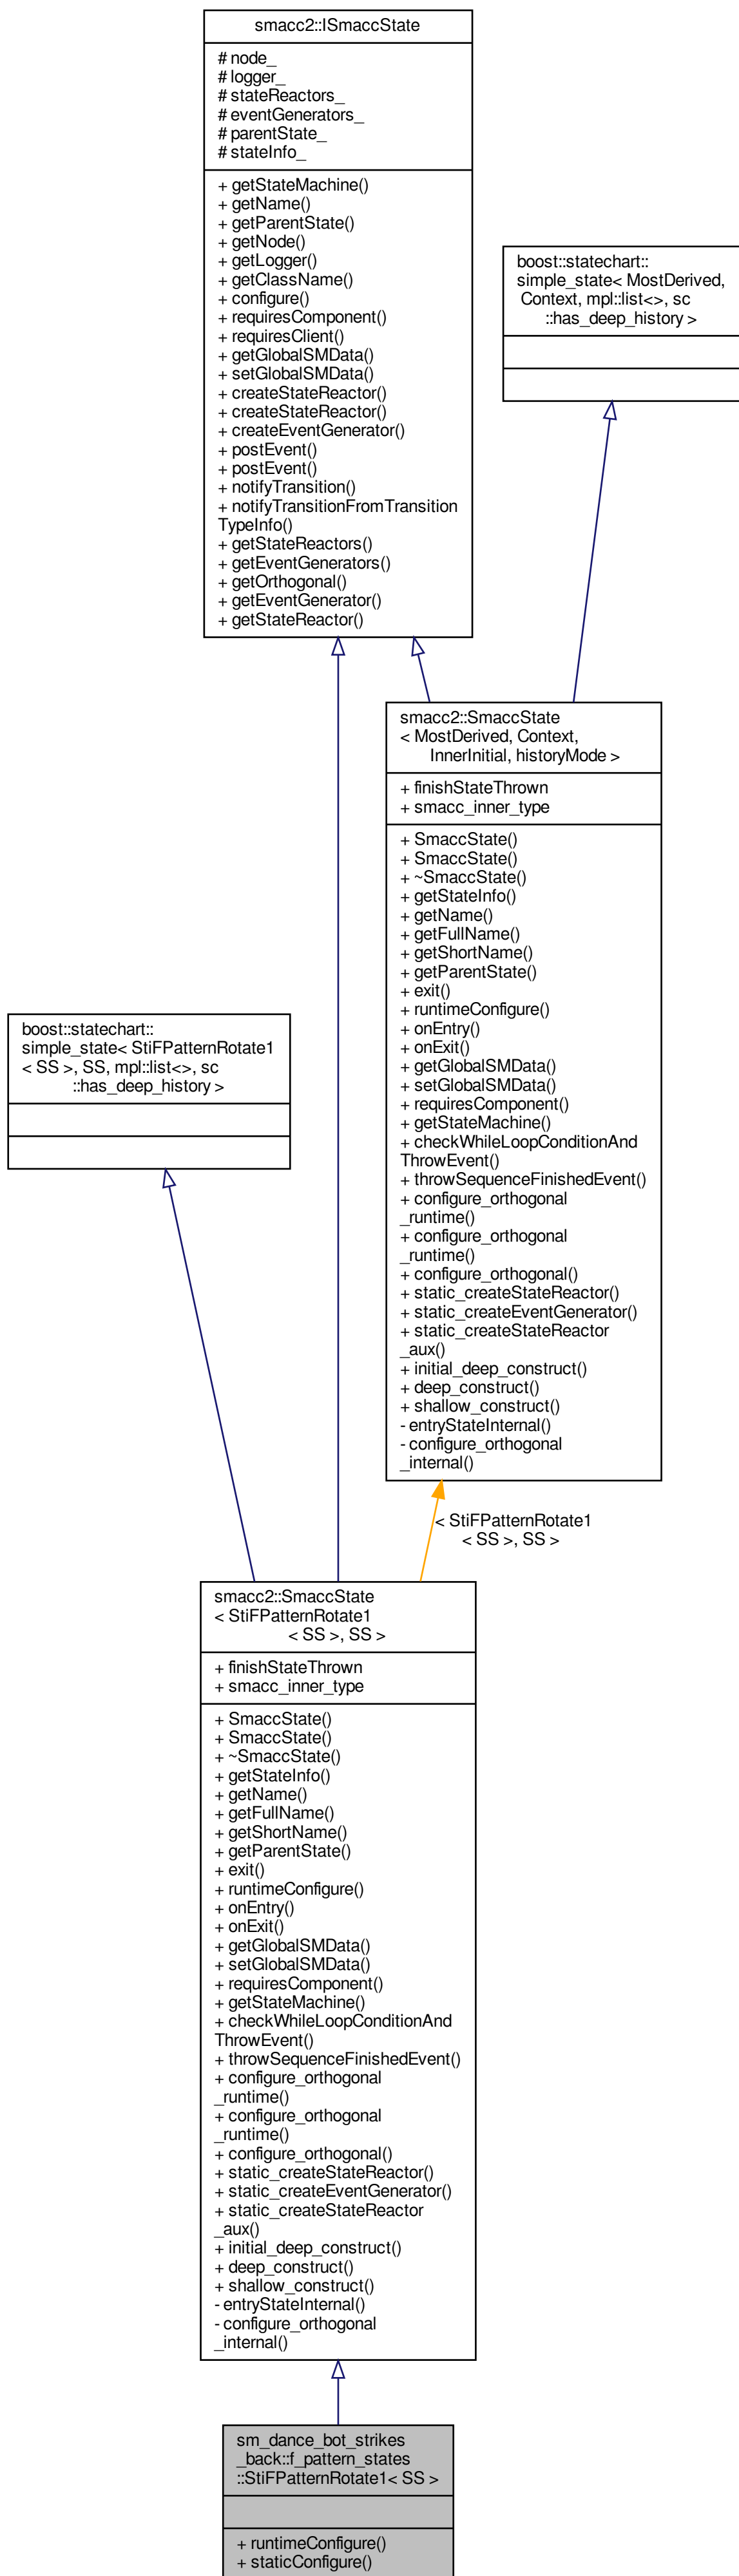 smacc2::ISmaccState
# node_
# logger_
# stateReactors_
# eventGenerators_
# parentState_
# stateInfo_
+ getStateMachine()
+ getName()
+ getParentState()
+ getNode()
+ getLogger()
+ getClassName()
+ configure()
+ requiresComponent()
+ requiresClient()
+ getGlobalSMData()
+ setGlobalSMData()
+ createStateReactor()
+ createStateReactor()
+ createEventGenerator()
+ postEvent()
+ postEvent()
+ notifyTransition()
+ notifyTransitionFromTransition
TypeInfo()
+ getStateReactors()
+ getEventGenerators()
+ getOrthogonal()
+ getEventGenerator()
+ getStateReactor()
boost::statechart::
simple_state< MostDerived,
Context, mpl::list<>, sc
::has_deep_history >
smacc2::SmaccState
< MostDerived, Context,
InnerInitial, historyMode >
+ finishStateThrown
+ smacc_inner_type
+ SmaccState()
+ SmaccState()
+ ~SmaccState()
+ getStateInfo()
+ getName()
+ getFullName()
+ getShortName()
+ getParentState()
+ exit()
+ runtimeConfigure()
+ onEntry()
+ onExit()
+ getGlobalSMData()
+ setGlobalSMData()
+ requiresComponent()
+ getStateMachine()
+ checkWhileLoopConditionAnd
ThrowEvent()
+ throwSequenceFinishedEvent()
+ configure_orthogonal
_runtime()
+ configure_orthogonal
_runtime()
+ configure_orthogonal()
+ static_createStateReactor()
+ static_createEventGenerator()
+ static_createStateReactor
_aux()
+ initial_deep_construct()
+ deep_construct()
+ shallow_construct()
- entryStateInternal()
- configure_orthogonal
_internal()
boost::statechart::
simple_state< StiFPatternRotate1
< SS >, SS, mpl::list<>, sc
::has_deep_history >
< StiFPatternRotate1
< SS >, SS >
smacc2::SmaccState
< StiFPatternRotate1
< SS >, SS >
+ finishStateThrown
+ smacc_inner_type
+ SmaccState()
+ SmaccState()
+ ~SmaccState()
+ getStateInfo()
+ getName()
+ getFullName()
+ getShortName()
+ getParentState()
+ exit()
+ runtimeConfigure()
+ onEntry()
+ onExit()
+ getGlobalSMData()
+ setGlobalSMData()
+ requiresComponent()
+ getStateMachine()
+ checkWhileLoopConditionAnd
ThrowEvent()
+ throwSequenceFinishedEvent()
+ configure_orthogonal
_runtime()
+ configure_orthogonal
_runtime()
+ configure_orthogonal()
+ static_createStateReactor()
+ static_createEventGenerator()
+ static_createStateReactor
_aux()
+ initial_deep_construct()
+ deep_construct()
+ shallow_construct()
- entryStateInternal()
- configure_orthogonal
_internal()
sm_dance_bot_strikes
_back::f_pattern_states
::StiFPatternRotate1< SS >
+ runtimeConfigure()
+ staticConfigure()